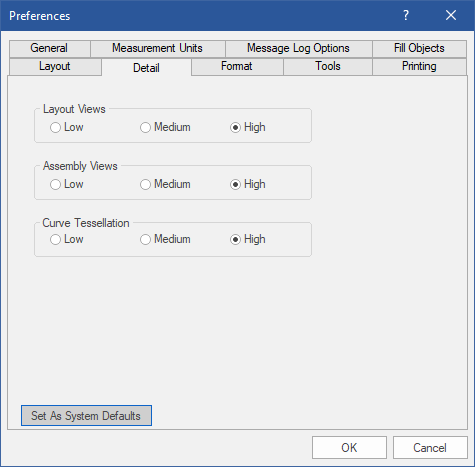 Preferences ?
General Measurement Units Message Log Options Fill Objects
Layout Detail Format Tools Printing
Layout Views
Low Medium High
Assembly Views
Low Medium High
Curve Tessellation
Low Medium High
Set As System Defaults
OK Cancel